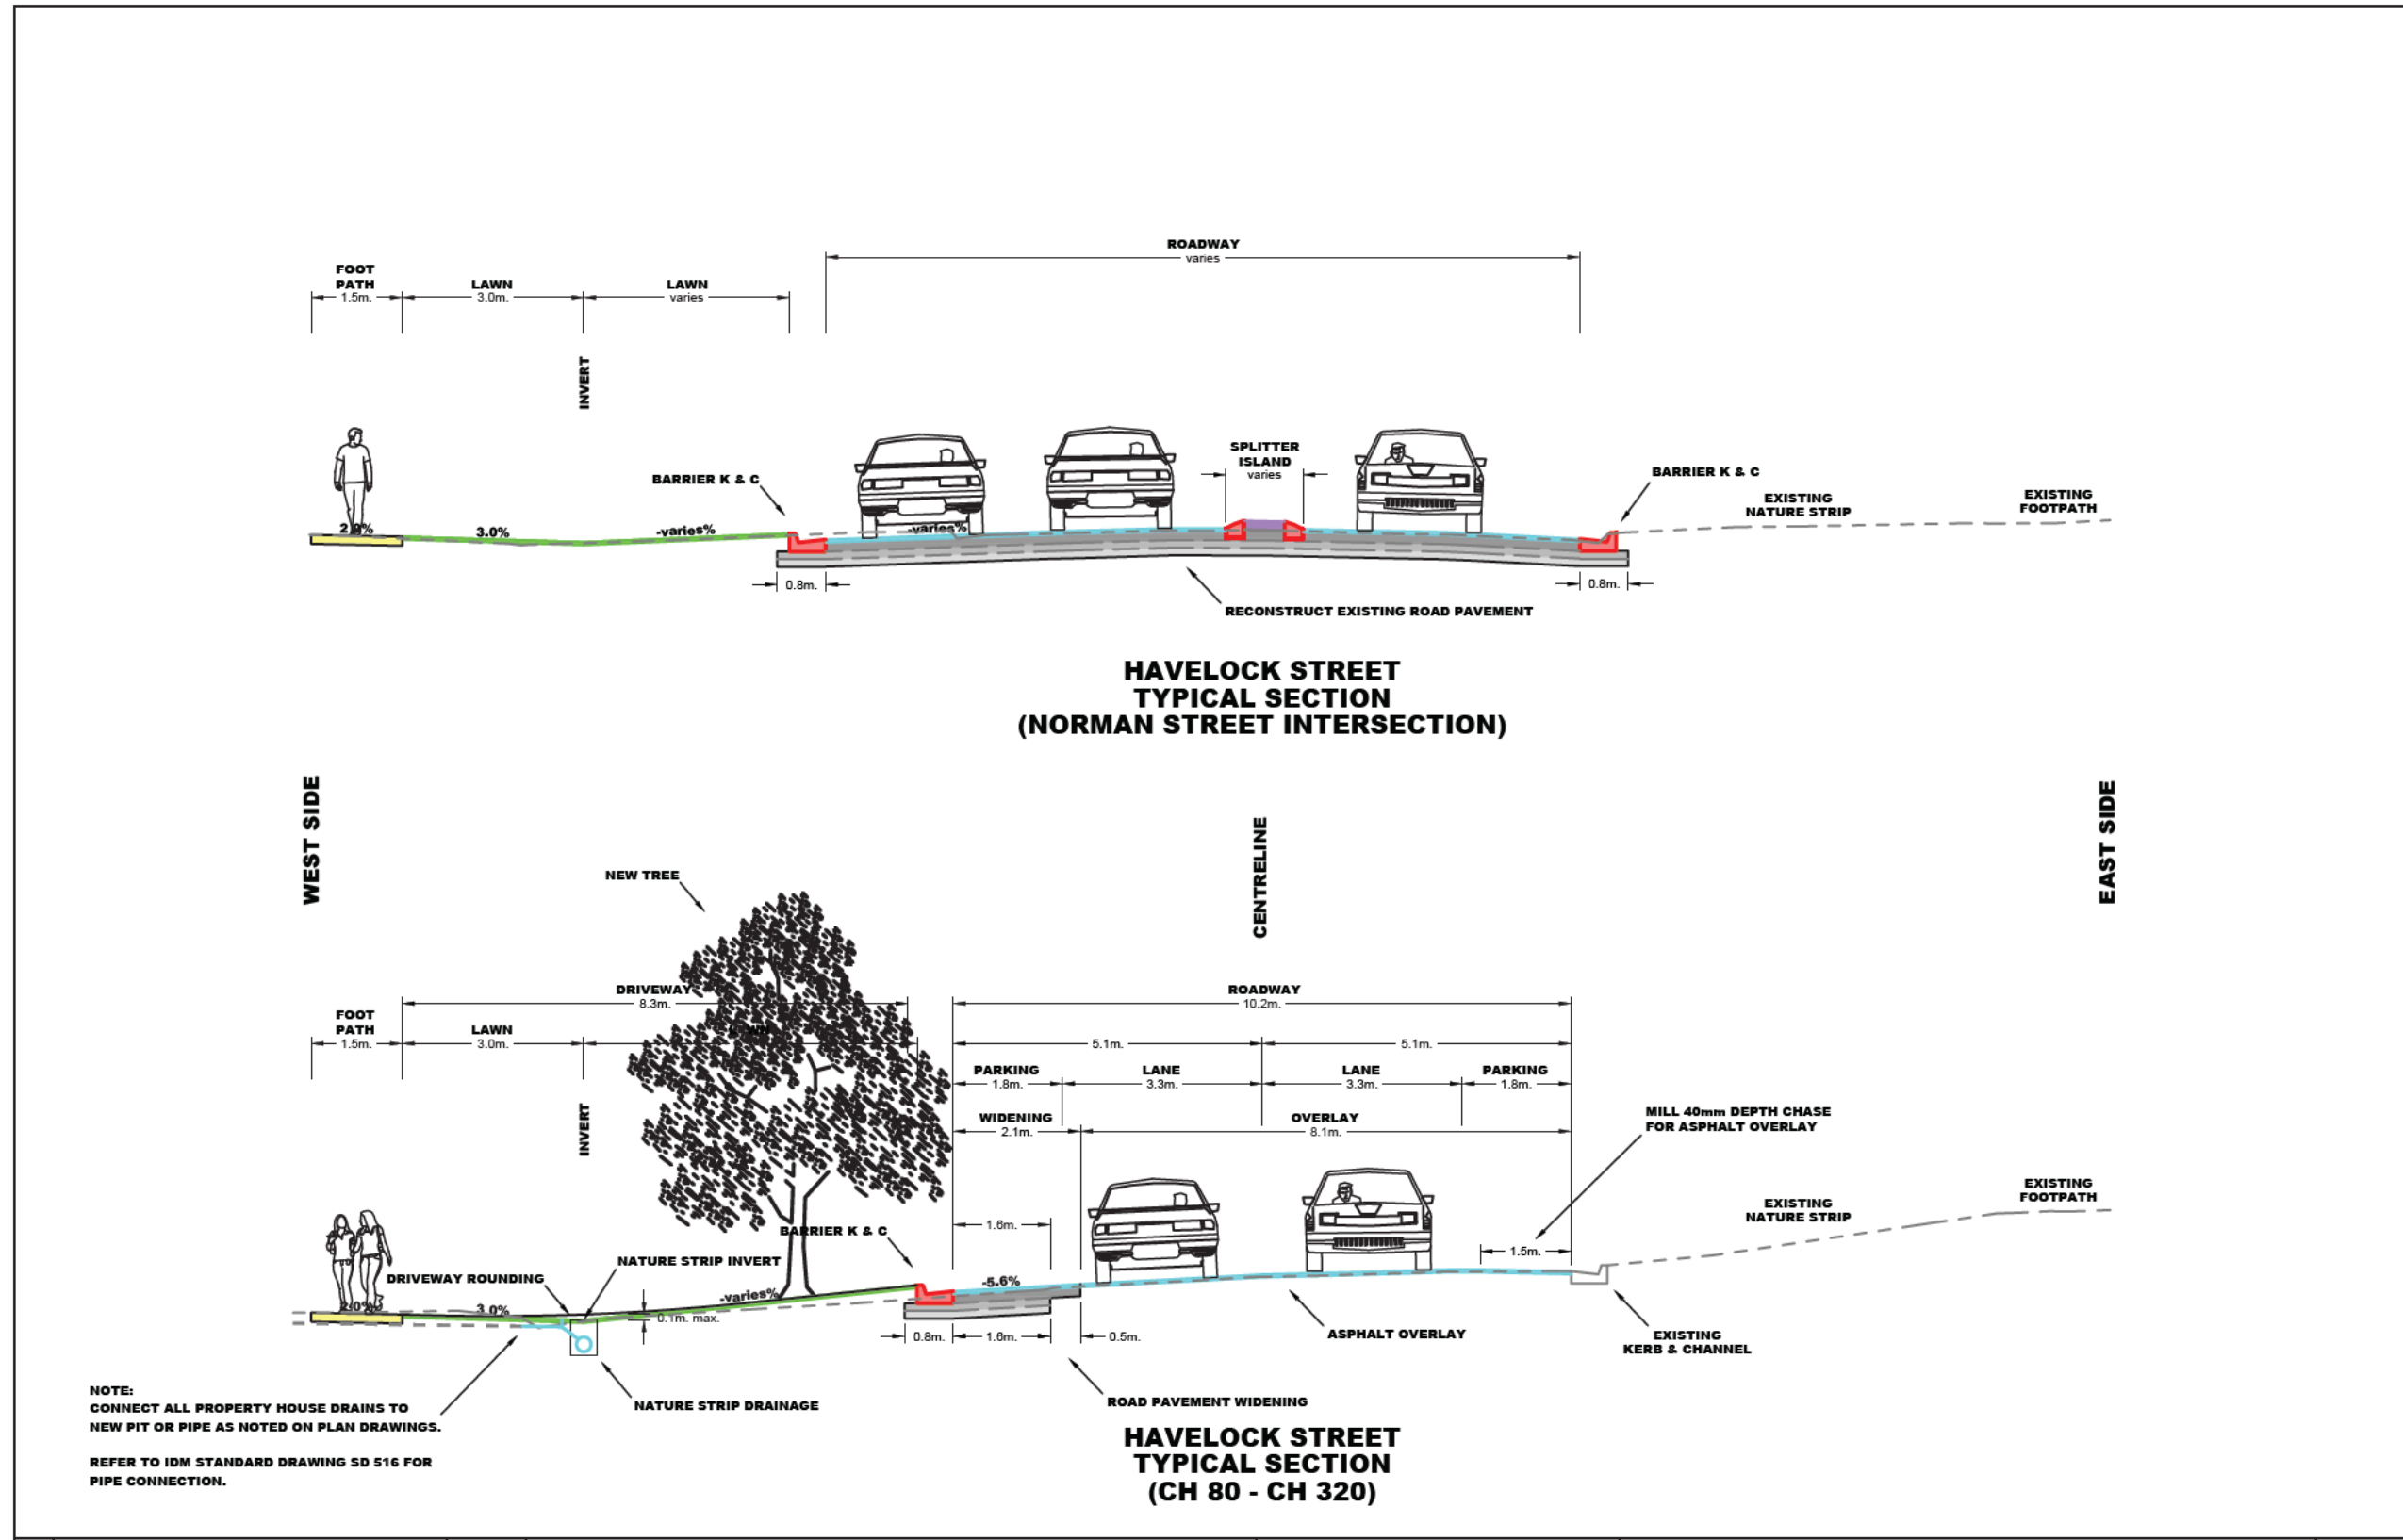 ROADWAY
varies
FOOT
PATH
1.5m.
LAWN
3.0m.
LAWN
varies
INVERT
BARRIER K & C
SPLITTER
ISLAND
varies
BARRIER K & C
EXISTING
NATURE STRIP
EXISTING
FOOTPATH
2.0%
3.0%
-varies%
-varies%
0.8m.
0.8m.
RECONSTRUCT EXISTING ROAD PAVEMENT
HAVELOCK STREET
TYPICAL SECTION
(NORMAN STREET INTERSECTION)
WEST SIDE
CENTRELINE
EAST SIDE
NEW TREE
DRIVEWAY
8.3m.
ROADWAY
10.2m.
FOOT
PATH
1.5m.
LAWN
3.0m.
5.1m.
5.1m.
PARKING
1.8m.
LANE
3.3m.
LANE
3.3m.
PARKING
1.8m.
WIDENING
2.1m.
OVERLAY
8.1m.
INVERT
MILL 40mm DEPTH CHASE
FOR ASPHALT OVERLAY
EXISTING
NATURE STRIP
EXISTING
FOOTPATH
1.6m.
BARRIER K & C
1.5m.
NATURE STRIP INVERT
DRIVEWAY ROUNDING
2.0%
3.0%
-varies%
-5.6%
0.1m. max.
0.8m.
1.6m.
0.5m.
ASPHALT OVERLAY
EXISTING
KERB & CHANNEL
NATURE STRIP DRAINAGE
ROAD PAVEMENT WIDENING
NOTE:
CONNECT ALL PROPERTY HOUSE DRAINS TO
NEW PIT OR PIPE AS NOTED ON PLAN DRAWINGS.
REFER TO IDM STANDARD DRAWING SD 516 FOR
PIPE CONNECTION.
HAVELOCK STREET
TYPICAL SECTION
(CH 80 - CH 320)